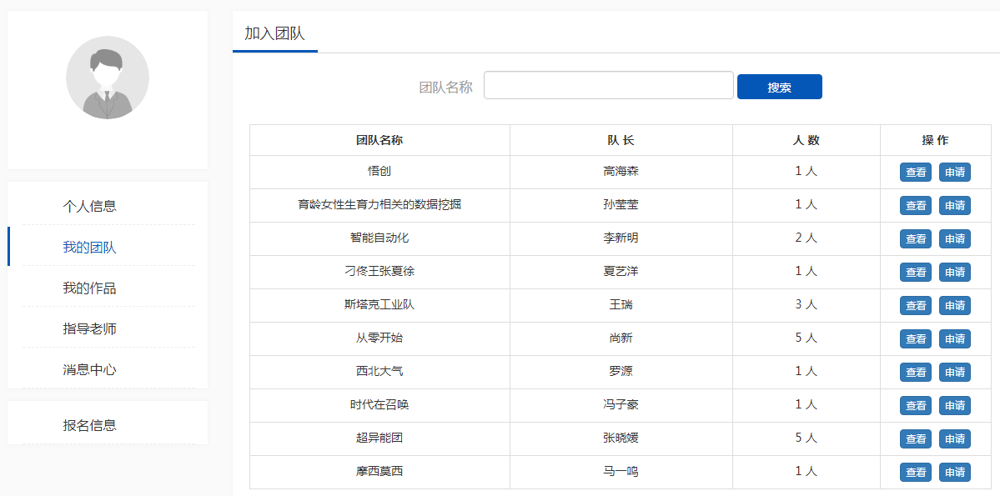 加入团队
团队名称 搜索
个人信息
我的团队
我的作品
指导老师
消息中心
报名信息
团队名称 队 长 人 数 操 作
悟创 高海森 1 人 查看 申请
育龄女性生育力相关的数据挖掘 孙莹莹 1 人 查看 申请
智能自动化 李新明 2 人 查看 申请
刁佟王张夏徐 夏艺洋 1 人 查看 申请
斯塔克工业队 王瑞 3 人 查看 申请
从零开始 尚新 5 人 查看 申请
西北大气 罗源 1 人 查看 申请
时代在召唤 冯子豪 1 人 查看 申请
超异能团 张晓媛 5 人 查看 申请
摩西莫西 马一鸣 1 人 查看 申请